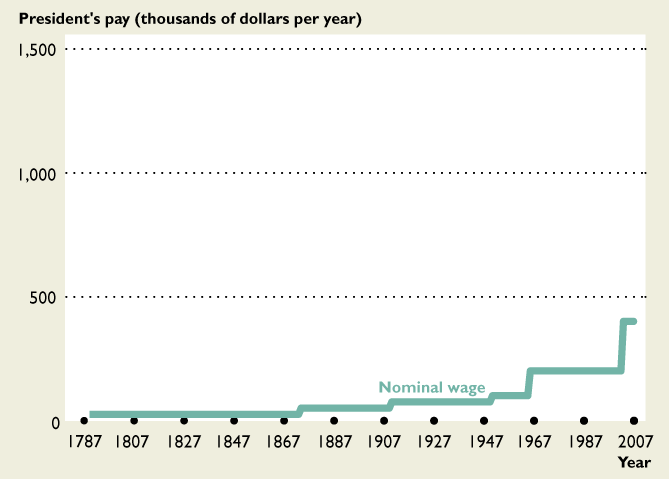 President's pay (thousands of dollars per year)
1,500
1,000
500
Nominal wage
0
1787 1807 1827 1847 1867 1887 1907 1927 1947 1967 1987 2007
Year